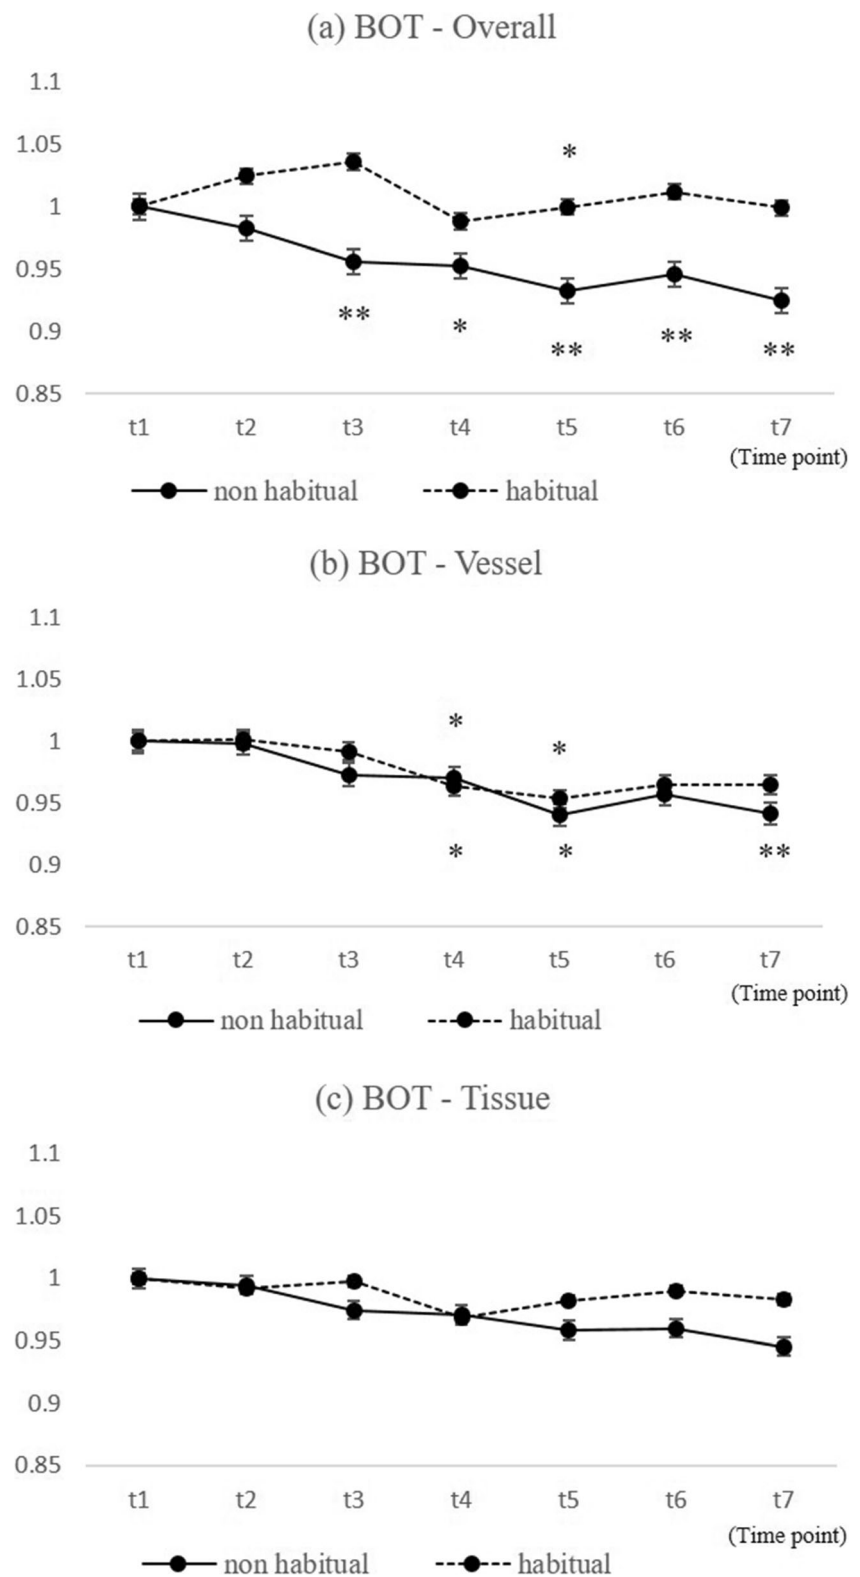 (a) BOT - Overall
1.1
1.05
*
1
0.95
** * ** ** **
0.9
0.85
t1 t2 t3 t4 t5 t6 t7
(Time point)
non habitual habitual
(b) BOT - Vessel
1.1
1.05
* *
1
0.95
* * **
0.9
0.85
t1 t2 t3 t4 t5 t6 t7
(Time point)
non habitual habitual
(c) BOT - Tissue
1.1
1.05
1
0.95
0.9
0.85
t1 t2 t3 t4 t5 t6 t7
(Time point)
non habitual habitual